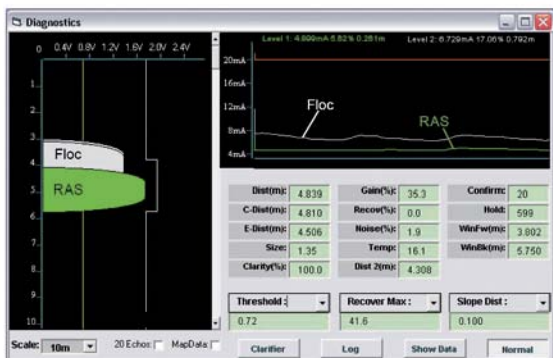 Diagnostics
0 0.4V 0.8V 1.2V 1.6V 2.0V 2.4V
1
2
3
4
5
6
7
8
9
10
Floc
RAS
Level 1: 4.899mA 5.62% 0.261m
Level 2: 6.729mA 17.06% 0.792m
20mA
16mA
12mA
8mA
4mA
Floc
RAS
Dist(m): 4.839 Gain(%): 35.3 Confirm: 20
C-Dist(m): 4.810 Recov(%): 0.0 Hold: 599
E-Dist(m): 4.506 Noise(%): 1.9 WinFw(m): 3.802
Size: 1.35 Temp: 16.1 WinBk(m): 5.750
Clarity(%): 100.0 Dist 2(m): 4.308
Threshold : Recover Max : Slope Dist :
0.72 41.6 0.100
Scale: 10m 20 Echos: MapData: Clarifier Log Show Data Normal